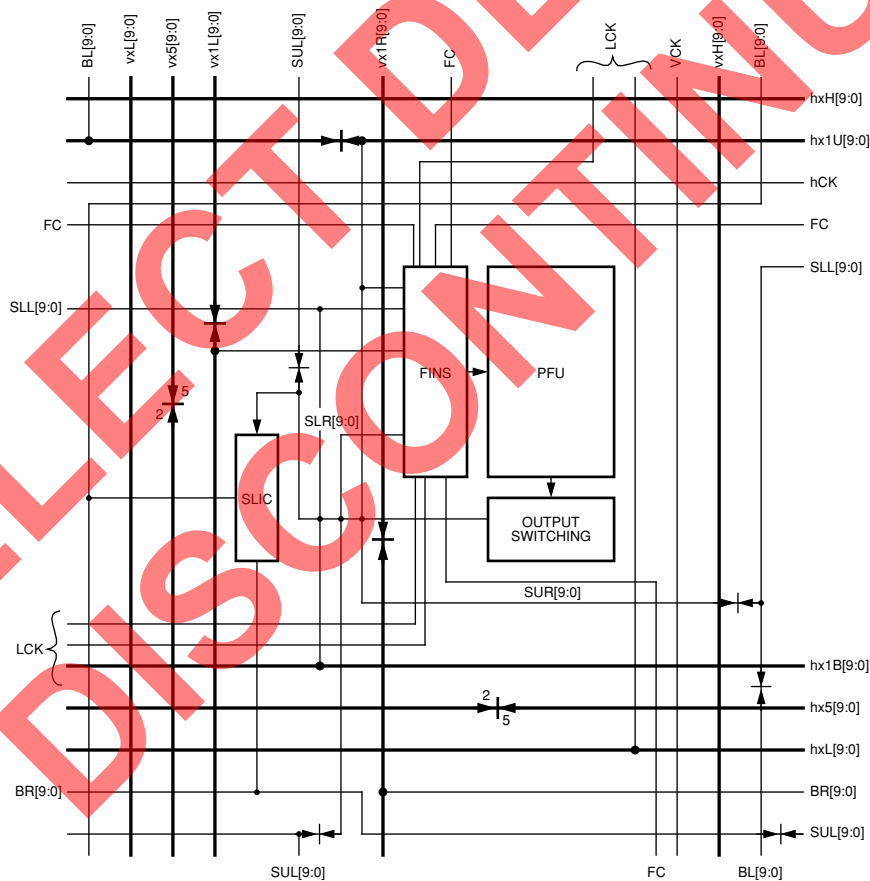 BL[9:0]
vxL[9:0]
vx5[9:0]
vx1L[9:0]
SUL[9:0]
vx1R[9:0]
FC
LCK
VCK
vxH[9:0]
BL[9:0]
hxH[9:0]
hx1U[9:0]
hCK
FC
FC
SLL[9:0]
SLL[9:0]
FINS
PFU
5
2
SLR[9:0]
SLIC
OUTPUT
SWITCHING
SUR[9:0]
LCK
hx1B[9:0]
2
5
hx5[9:0]
hxL[9:0]
BR[9:0]
BR[9:0]
SUL[9:0]
SUL[9:0]
FC
BL[9:0]